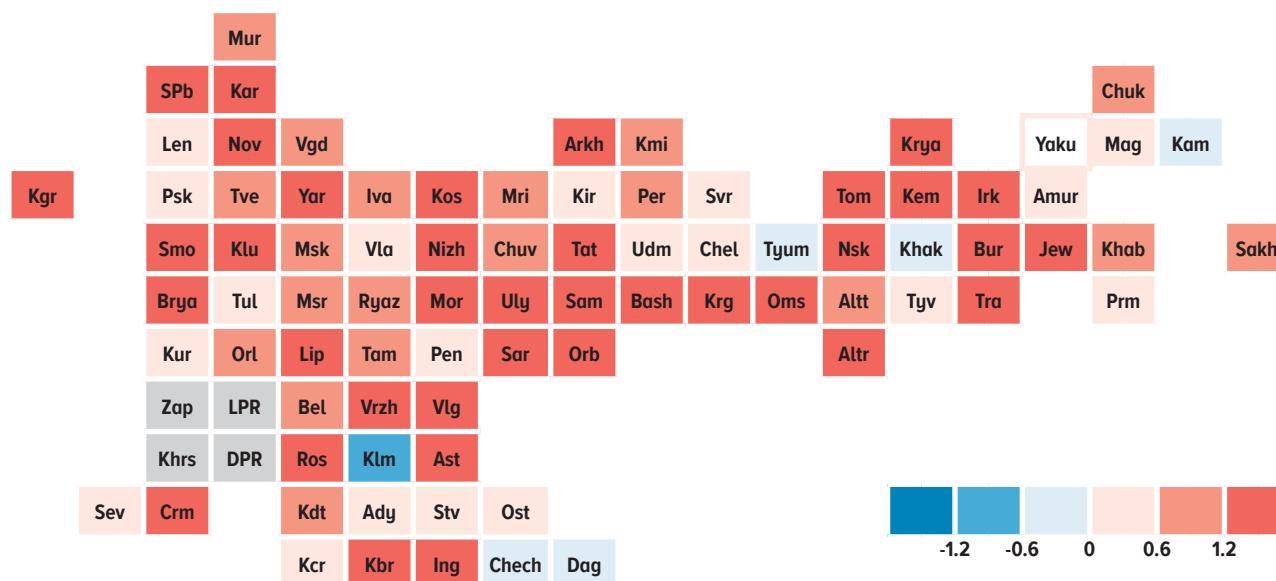 Mur
SPb Kar Chuk
Len Nov Vgd Arkh Kmi Krya Yaku Mag Kam
Kgr Psk Tve Yar Iva Kos Mri Kir Per Svr Tom Kem Irk Amur
Smo Klu Msk Vla Nizh Chuv Tat Udm Chel Tyum Nsk Khak Bur Jew Khab Sakh
Brya Tul Msr Ryaz Mor Uly Sam Bash Krg Oms Altt Tyv Tra Prm
Kur Orl Lip Tam Pen Sar Orb Altr
Zap LPR Bel Vrzh Vlg
Khrs DPR Ros Klm Ast
Sev Crm Kdt Ady Stv Ost
-1.2 -0.6 0 0.6 1.2
Kcr Kbr Ing Chech Dag